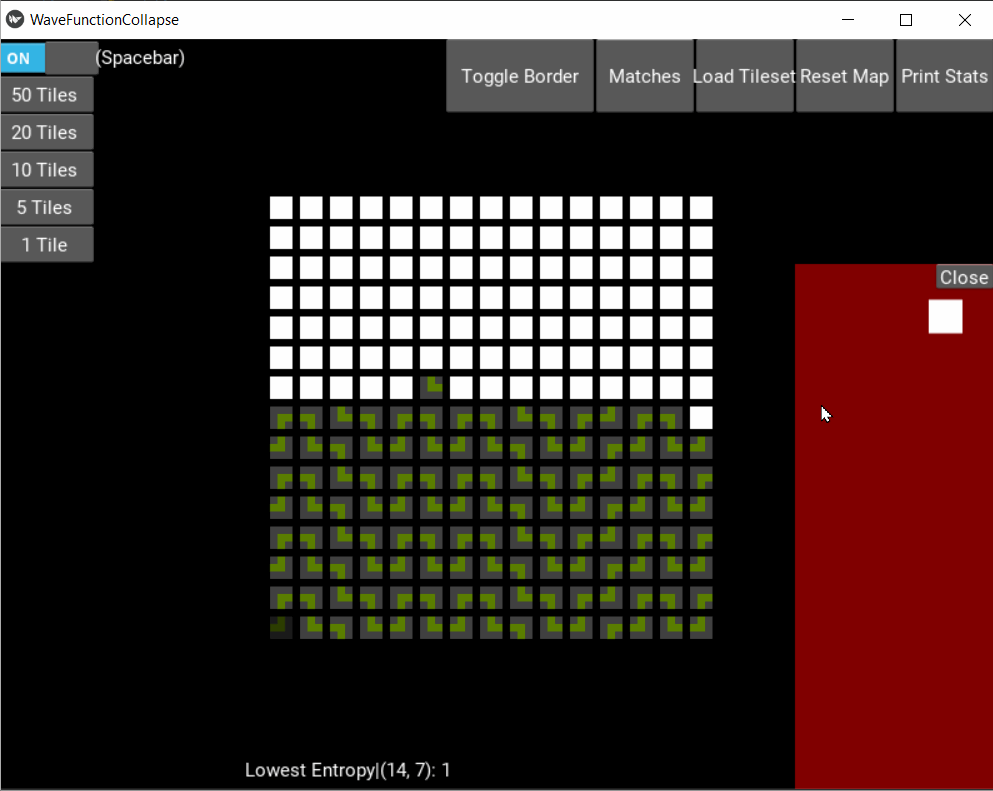 WaveFunctionCollapse
ON (Spacebar)
Toggle Border
Matches
Load Tileset
Reset Map
Print Stats
50 Tiles
20 Tiles
10 Tiles
5 Tiles
1 Tile
Close
Lowest Entropy|(14, 7): 1